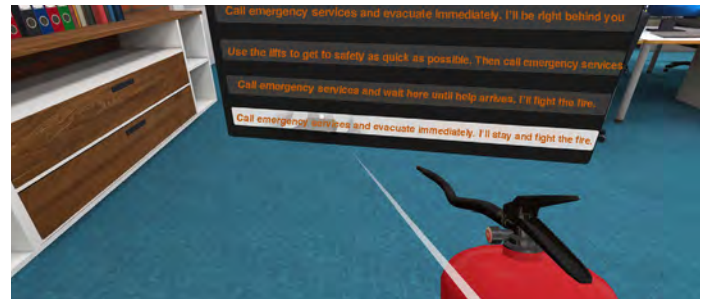 Call emergency services and evacuate immediately. I'll be right behind you
Use the lifts to get to safety as quick as possible. Then call emergency services
Call emergency services and wait here until help arrives. I'll fight the fire.
Call emergency services and evacuate immediately. I'll stay and fight the fire.